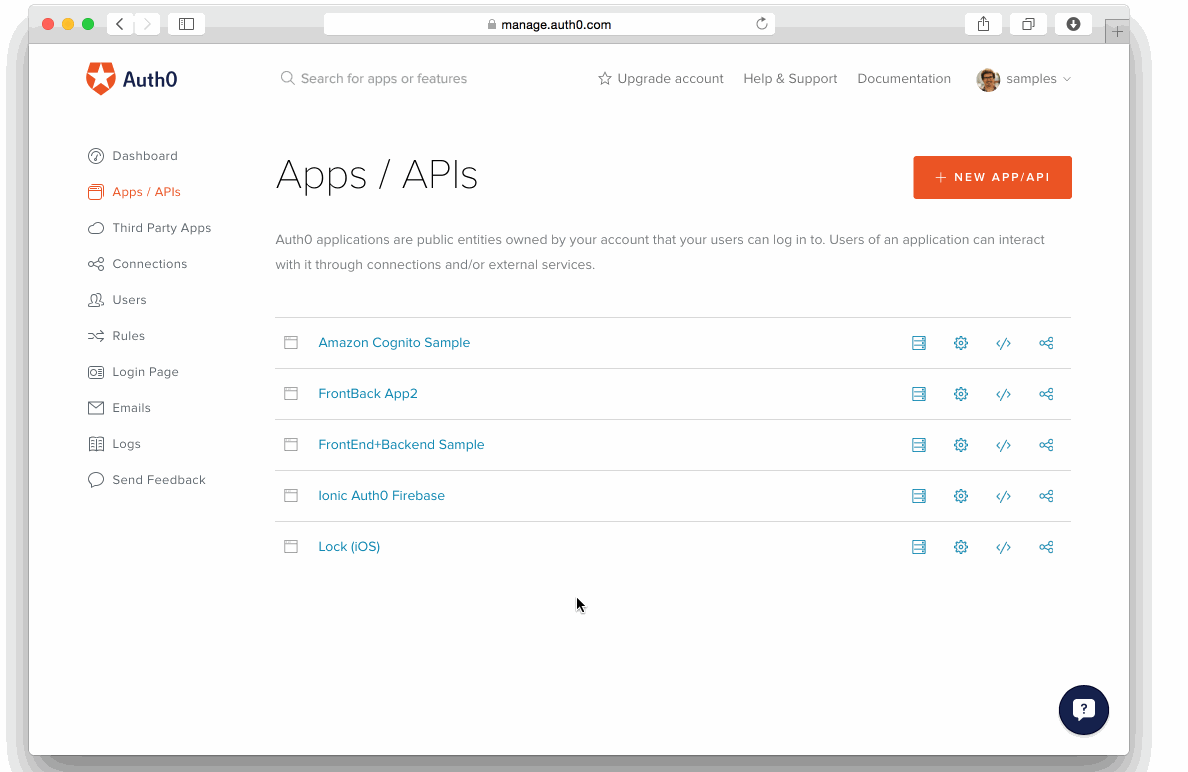 manage.auth0.com
Auth0
Search for apps or features
Upgrade account
Help & Support
Documentation
samples
Dashboard
Apps / APIs
Third Party Apps
Connections
Users
Rules
Login Page
Emails
Logs
Send Feedback
Apps / APIs
+ NEW APP/API
Auth0 applications are public entities owned by your account that your users can log in to. Users of an application can interact
with it through connections and/or external services.
Amazon Cognito Sample
FrontBack App2
FrontEnd+Backend Sample
Ionic Auth0 Firebase
Lock (iOS)
?